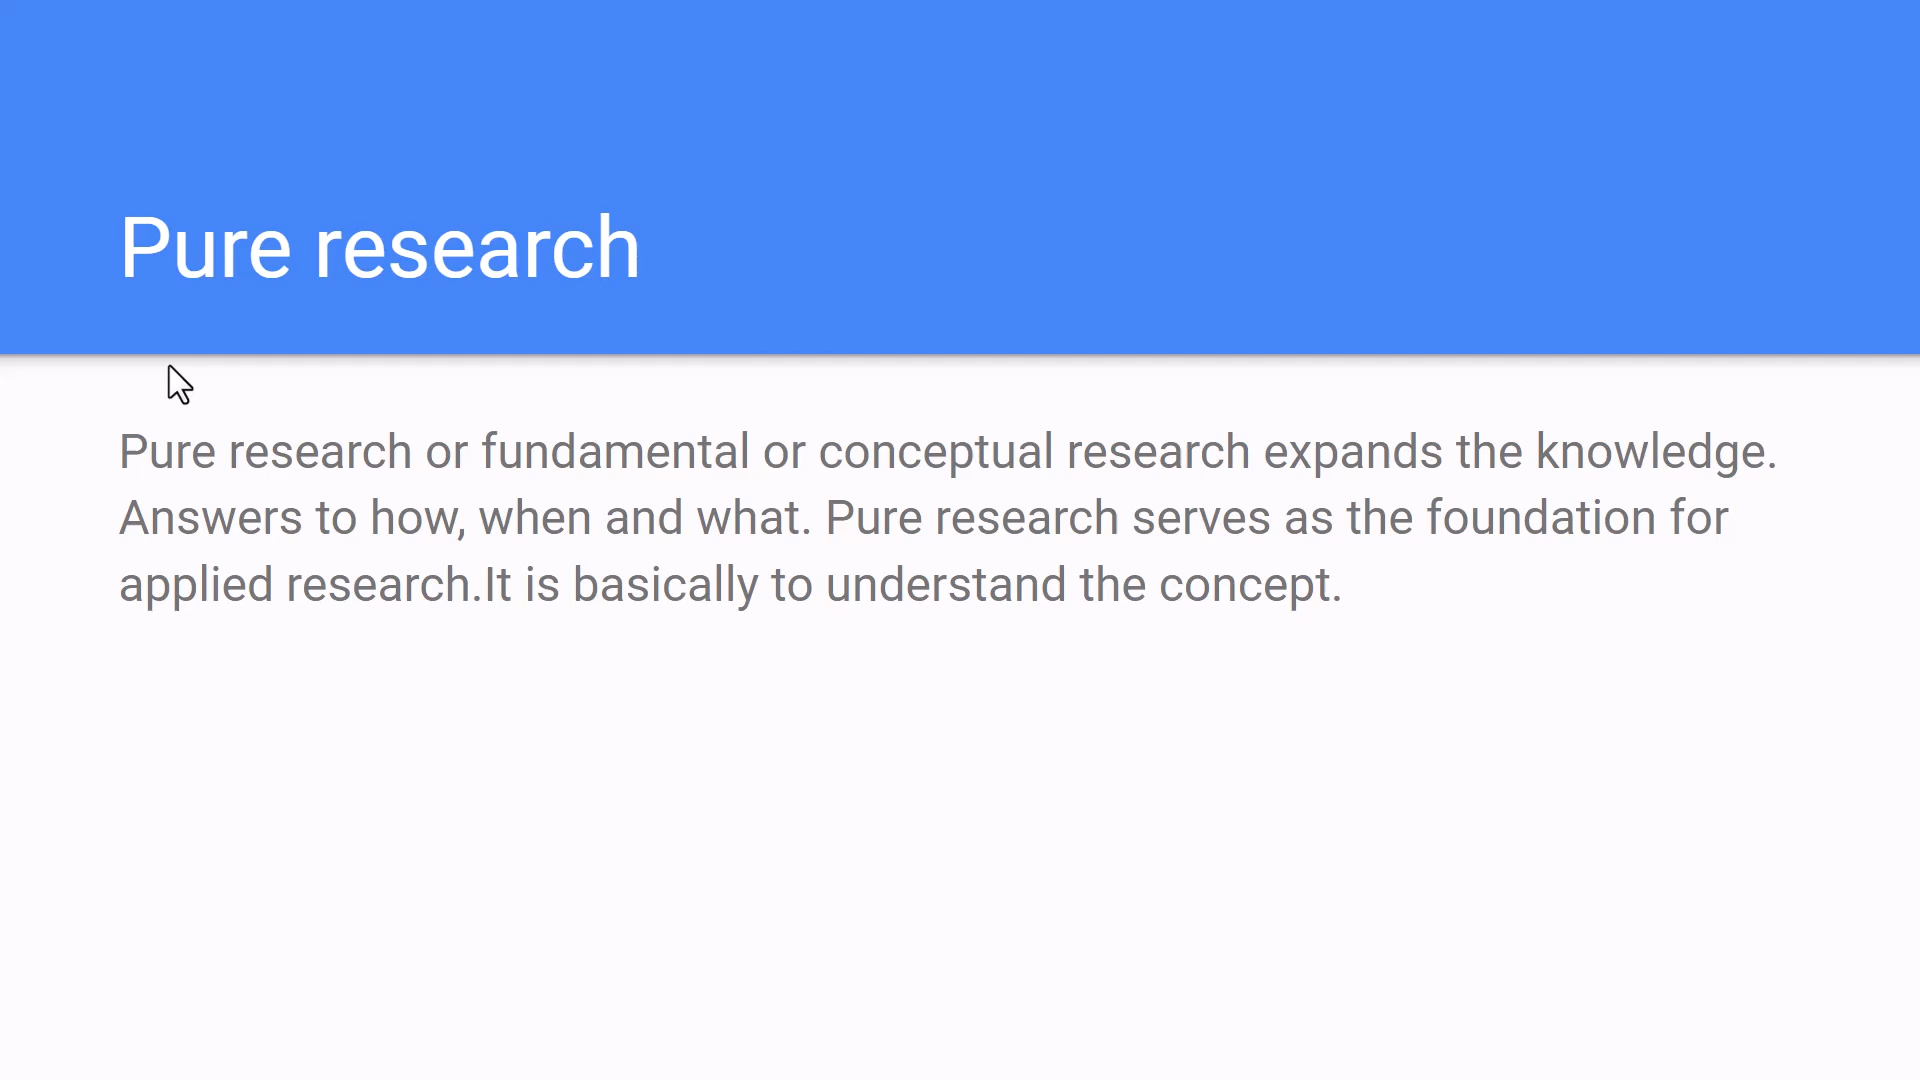 Pure research
Pure research or fundamental or conceptual research expands the knowledge.
Answers to how, when and what. Pure research serves as the foundation for
applied research.It is basically to understand the concept.